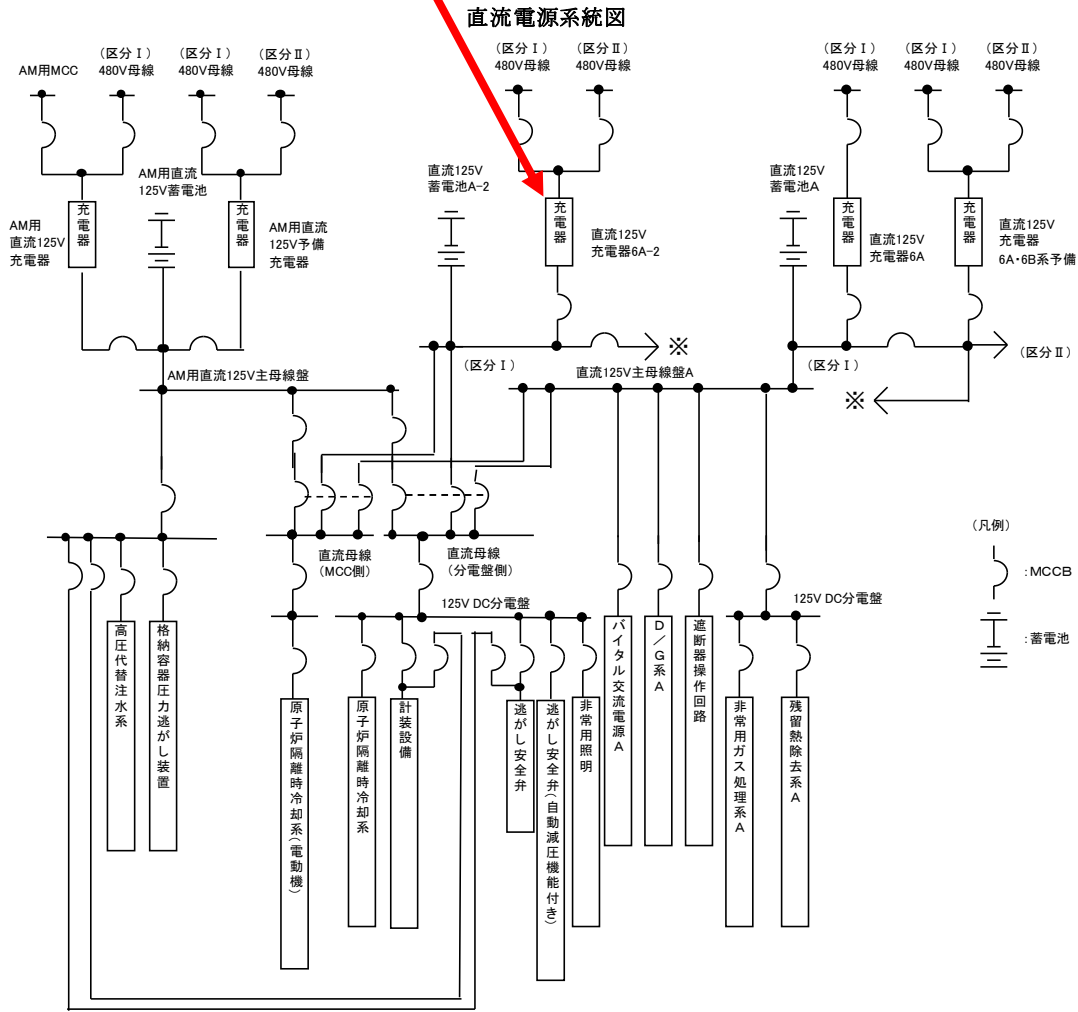 直流電源系統図
AM用MCC
(区分Ⅰ)
480V母線
(区分Ⅰ)
480V母線
(区分Ⅱ)
480V母線
(区分Ⅰ)
480V母線
(区分Ⅱ)
480V母線
(区分Ⅰ)
480V母線
(区分Ⅰ)
480V母線
(区分Ⅱ)
480V母線
AM用
直流125V
充電器
充電器
AM用直流
125V蓄電池
充電器
AM用直流
125V予備
充電器
直流125V
蓄電池A-2
充電器
直流125V
充電器6A-2
直流125V
蓄電池A
充電器
直流125V
充電器6A
充電器
直流125V
充電器
6A・6B系予備
※
(区分Ⅰ)
(区分Ⅰ)
(区分Ⅱ)
AM用直流125V主母線盤
直流125V主母線盤A
※
直流母線
(MCC側)
直流母線
(分電盤側)
125V DC分電盤
125V DC分電盤
高圧代替注水系
格納容器圧力逃がし装置
原子炉隔離時冷却系(電動機)
原子炉隔離時冷却系
計装設備
逃がし安全弁
逃がし安全弁(自動減圧機能付き)
非常用照明
バイタル交流電源A
D/G系A
遮断器操作回路
非常用ガス処理系A
残留熱除去系A
(凡例)
:MCCB
:蓄電池